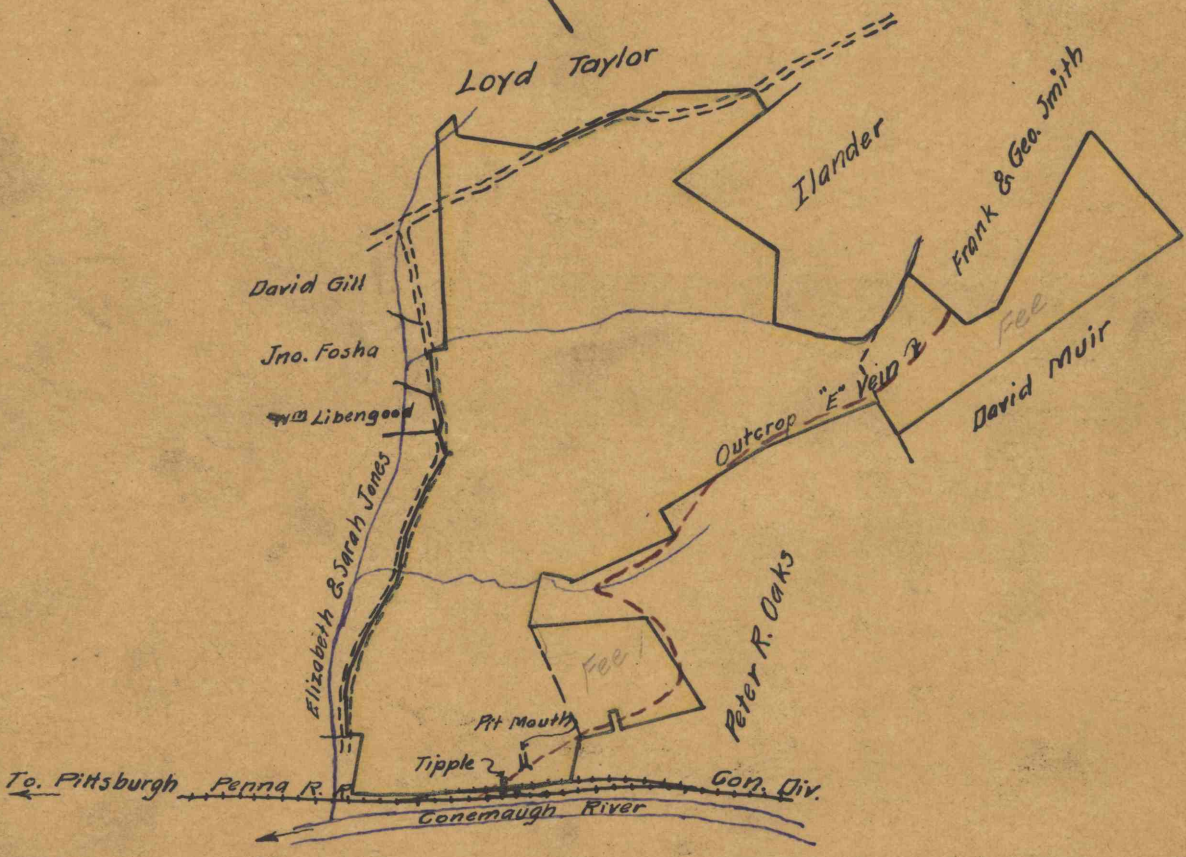 Loyd Taylor
Ilander
Frank & Geo. Smith
David Gill
Jno. Fosha
Wm Libengood
Fee
David Muir
"E" Vein
Outcrop
Elizabeth & Sarah Jones
Peter R. Oaks
Fee
Pit Mouth
Tipple
To. Pittsburgh Penna R. R. Con. Div.
Conemaugh River